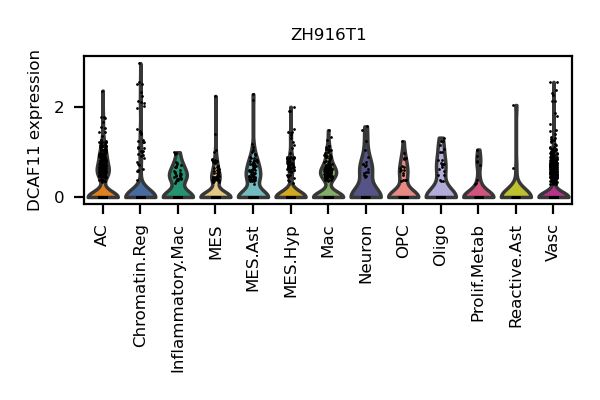 ZH916T1
DCAF11 expression
2
0
AC
Chromatin.Reg
Inflammatory.Mac
MES
MES.Ast
MES.Hyp
Mac
Neuron
OPC
Oligo
Prolif.Metab
Reactive.Ast
Vasc